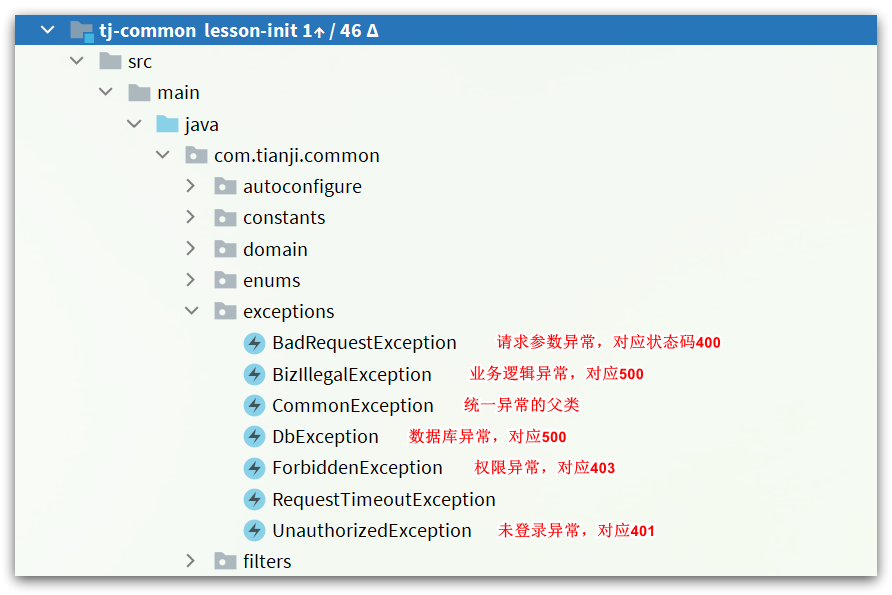 tj-common lesson-init 1↑ / 46 Δ
src
main
java
com.tianji.common
autoconfigure
constants
domain
enums
exceptions
BadRequestException 请求参数异常，对应状态码400
BizIllegalException 业务逻辑异常，对应500
CommonException 统一异常的父类
DbException 数据库异常，对应500
ForbiddenException 权限异常，对应403
RequestTimeoutException
UnauthorizedException 未登录异常，对应401
filters